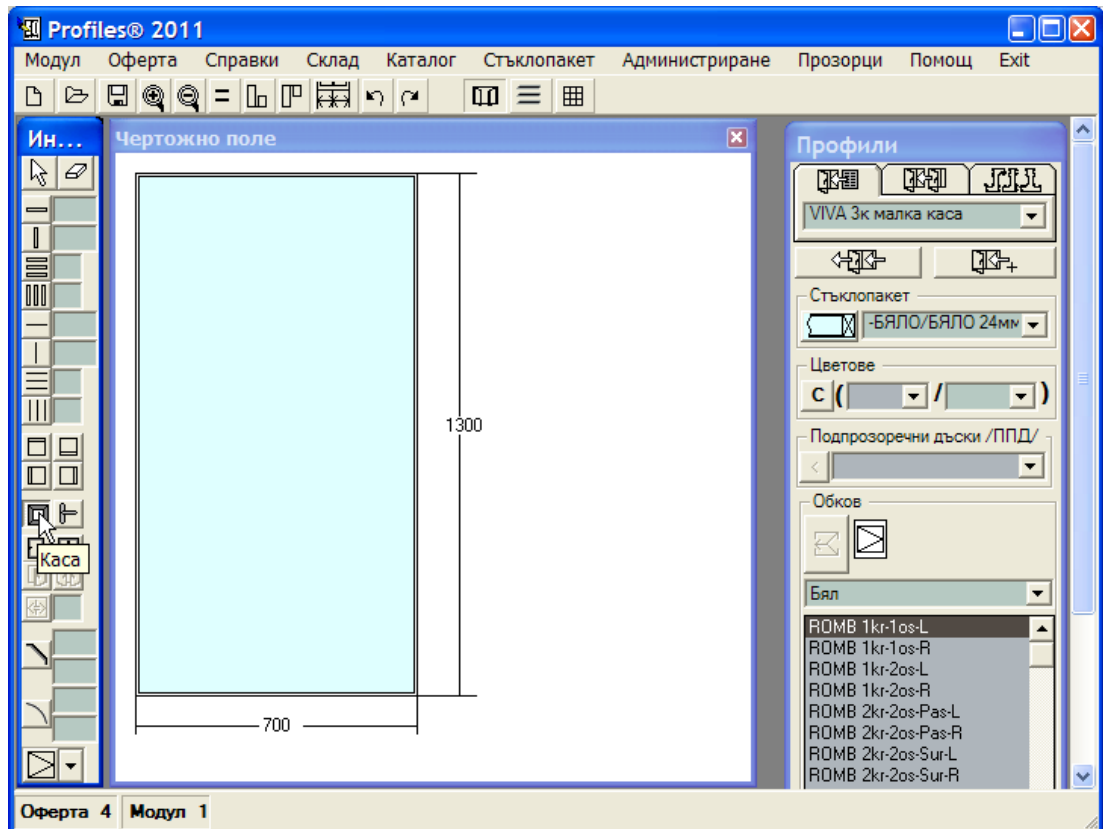 Profiles® 2011
Модул Оферта Справки Склад Каталог Стъклопакет Администриране Прозорци Помощ Exit
Ин...
Чертожно поле
Профили
VIVA 3к малка каса
Стъклопакет
-БЯЛО/БЯЛО 24мм
Цветове
C ( / )
1300
Подпрозоречни дъски /ППД/
<
Обков
Каса
Бял
ROMB 1kr-1os-L
ROMB 1kr-1os-R
ROMB 1kr-2os-L
ROMB 1kr-2os-R
ROMB 2kr-2os-Pas-L
ROMB 2kr-2os-Pas-R
ROMB 2kr-2os-Sur-L
ROMB 2kr-2os-Sur-R
700
Оферта 4 Модул 1